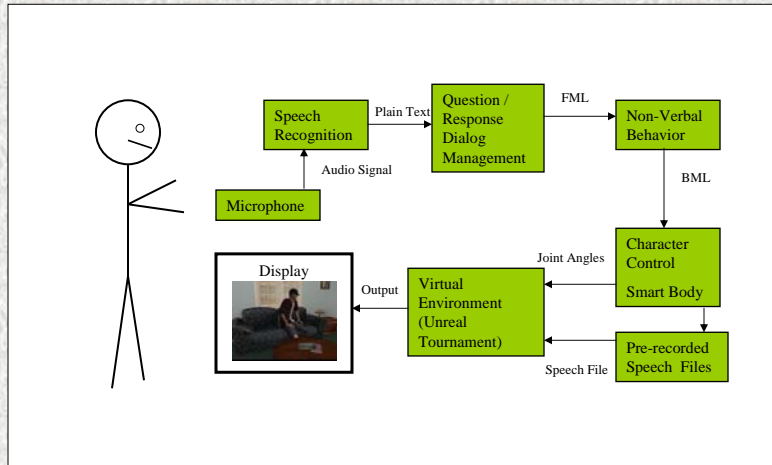 Speech
Recognition
Plain Text
Question /
Response
Dialog
Management
FML
Non-Verbal
Behavior
Audio Signal
BML
Microphone
Character
Control
Smart Body
Joint Angles
Display
Output
Virtual
Environment
(Unreal
Tournament)
Pre-recorded
Speech Files
Speech File